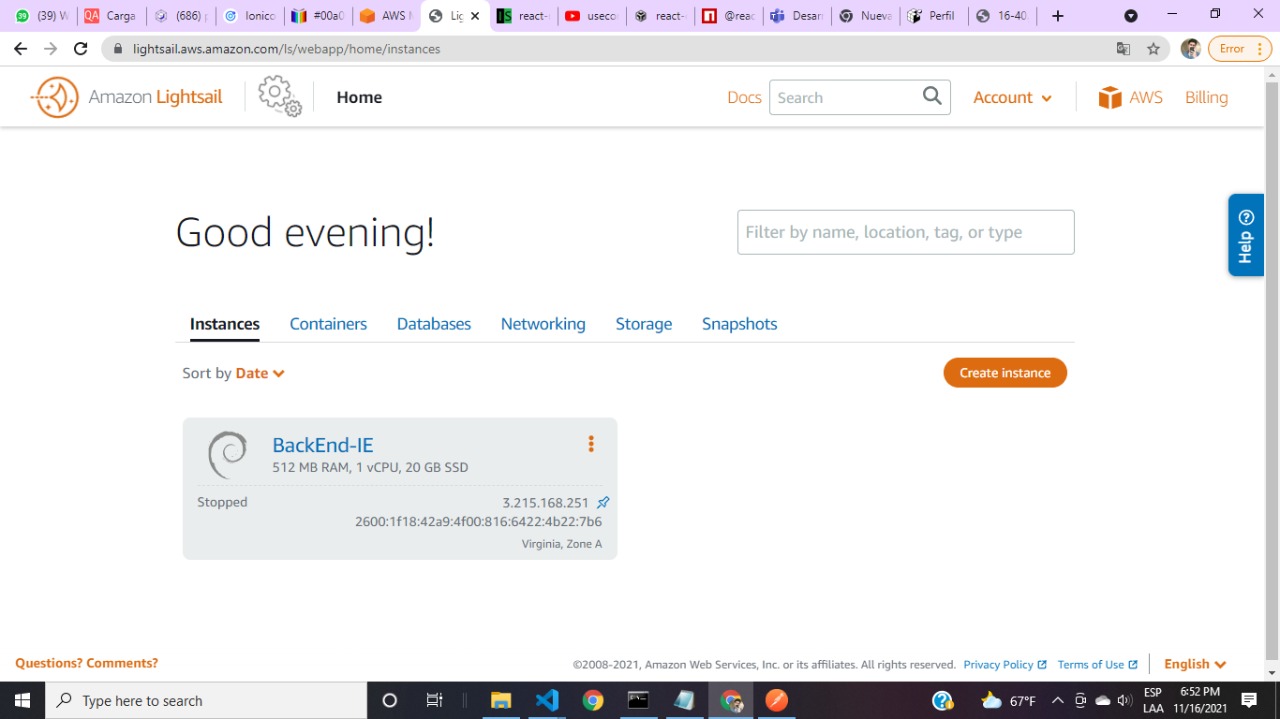 (39) W
Carga
(686)
Ionico
#00a0
AWS M
Lig
react-
useco
react-
@reac
Desar
Nueva
Perfil
16-40
lightsail.aws.amazon.com/ls/webapp/home/instances
Error
Amazon Lightsail
Home
Docs
Search
Account
AWS
Billing
Good evening!
Filter by name, location, tag, or type
Help
Instances
Containers
Databases
Networking
Storage
Snapshots
Sort by Date
Create instance
BackEnd-IE
512 MB RAM, 1 vCPU, 20 GB SSD
Stopped
3.215.168.251
2600:1f18:42a9:4f00:816:6422:4b22:7b6
Virginia, Zone A
Questions? Comments?
©2008-2021, Amazon Web Services, Inc. or its affiliates. All rights reserved.
Privacy Policy
Terms of Use
English
Type here to search
67°F
ESP
LAA
6:52 PM
11/16/2021